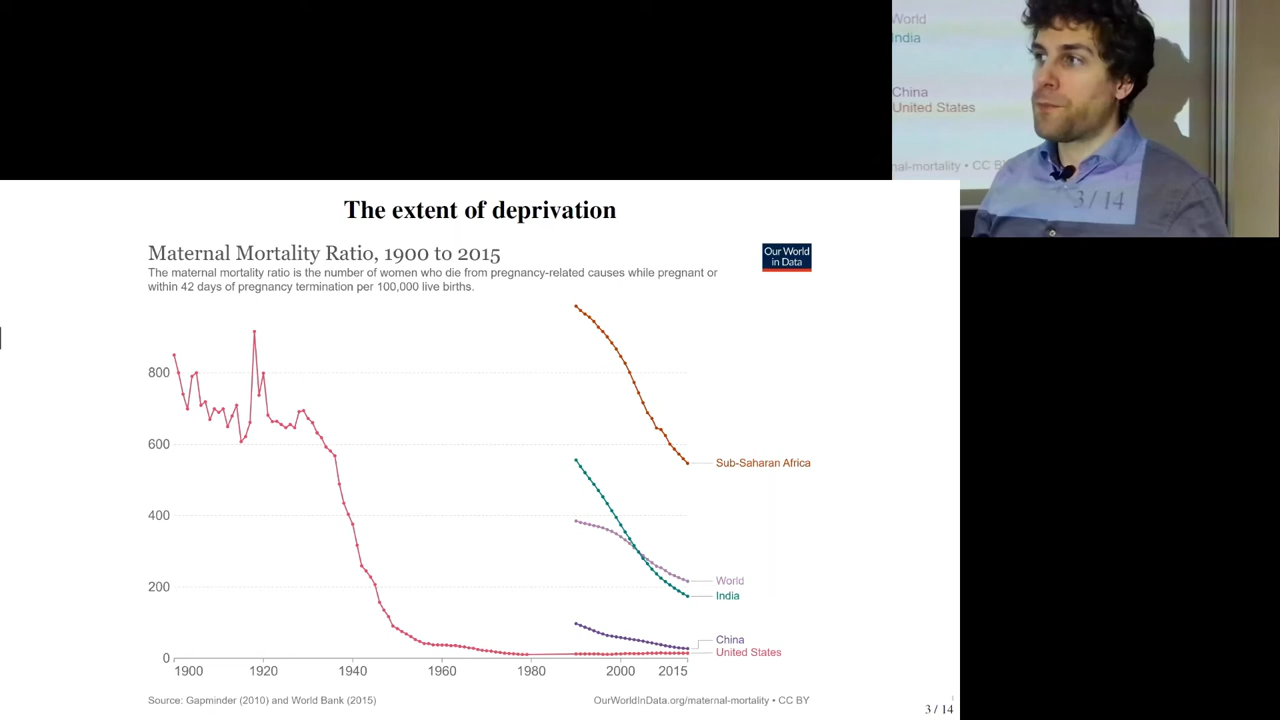 World
India
China
United States
nal-mortality • CC BY
3 / 14
The extent of deprivation
Maternal Mortality Ratio, 1900 to 2015
Our World
in Data
The maternal mortality ratio is the number of women who die from pregnancy-related causes while pregnant or
within 42 days of pregnancy termination per 100,000 live births.
800
600
400
200
0
Sub-Saharan Africa
World
India
China
United States
1900 1920 1940 1960 1980 2000 2015
Source: Gapminder (2010) and World Bank (2015)
OurWorldInData.org/maternal-mortality • CC BY
3 / 14